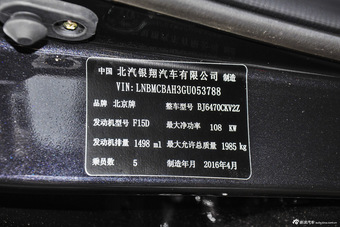 中国 北汽银翔汽车有限公司 制造
VIN:LNBMCBAH3GU053788
品牌 北京牌 整车型号 BJ6470CKV2Z
发动机型号 F15D 最大净功率 108 KW
发动机排量 1498 ml 最大允许总质量 1985kg
乘员数 5 制造年月 2016年4月